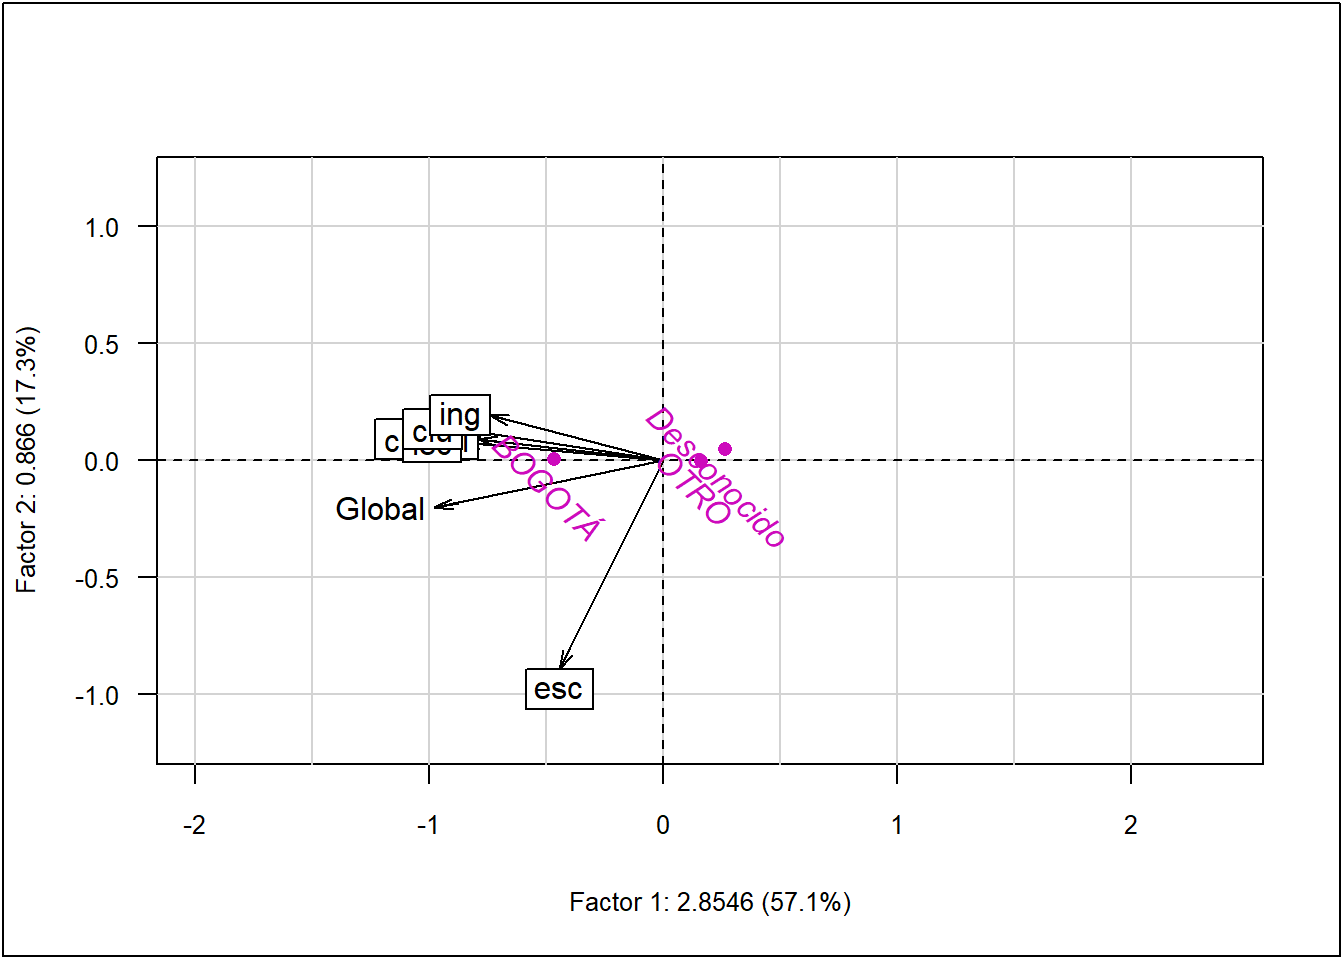 1.0
0.5
0.0
-0.5
-1.0
Factor 2: 0.866 (17.3%)
ing
Global
esc
BOGOTÁ
Desconocido
OTRO
-2
-1
0
1
2
Factor 1: 2.8546 (57.1%)